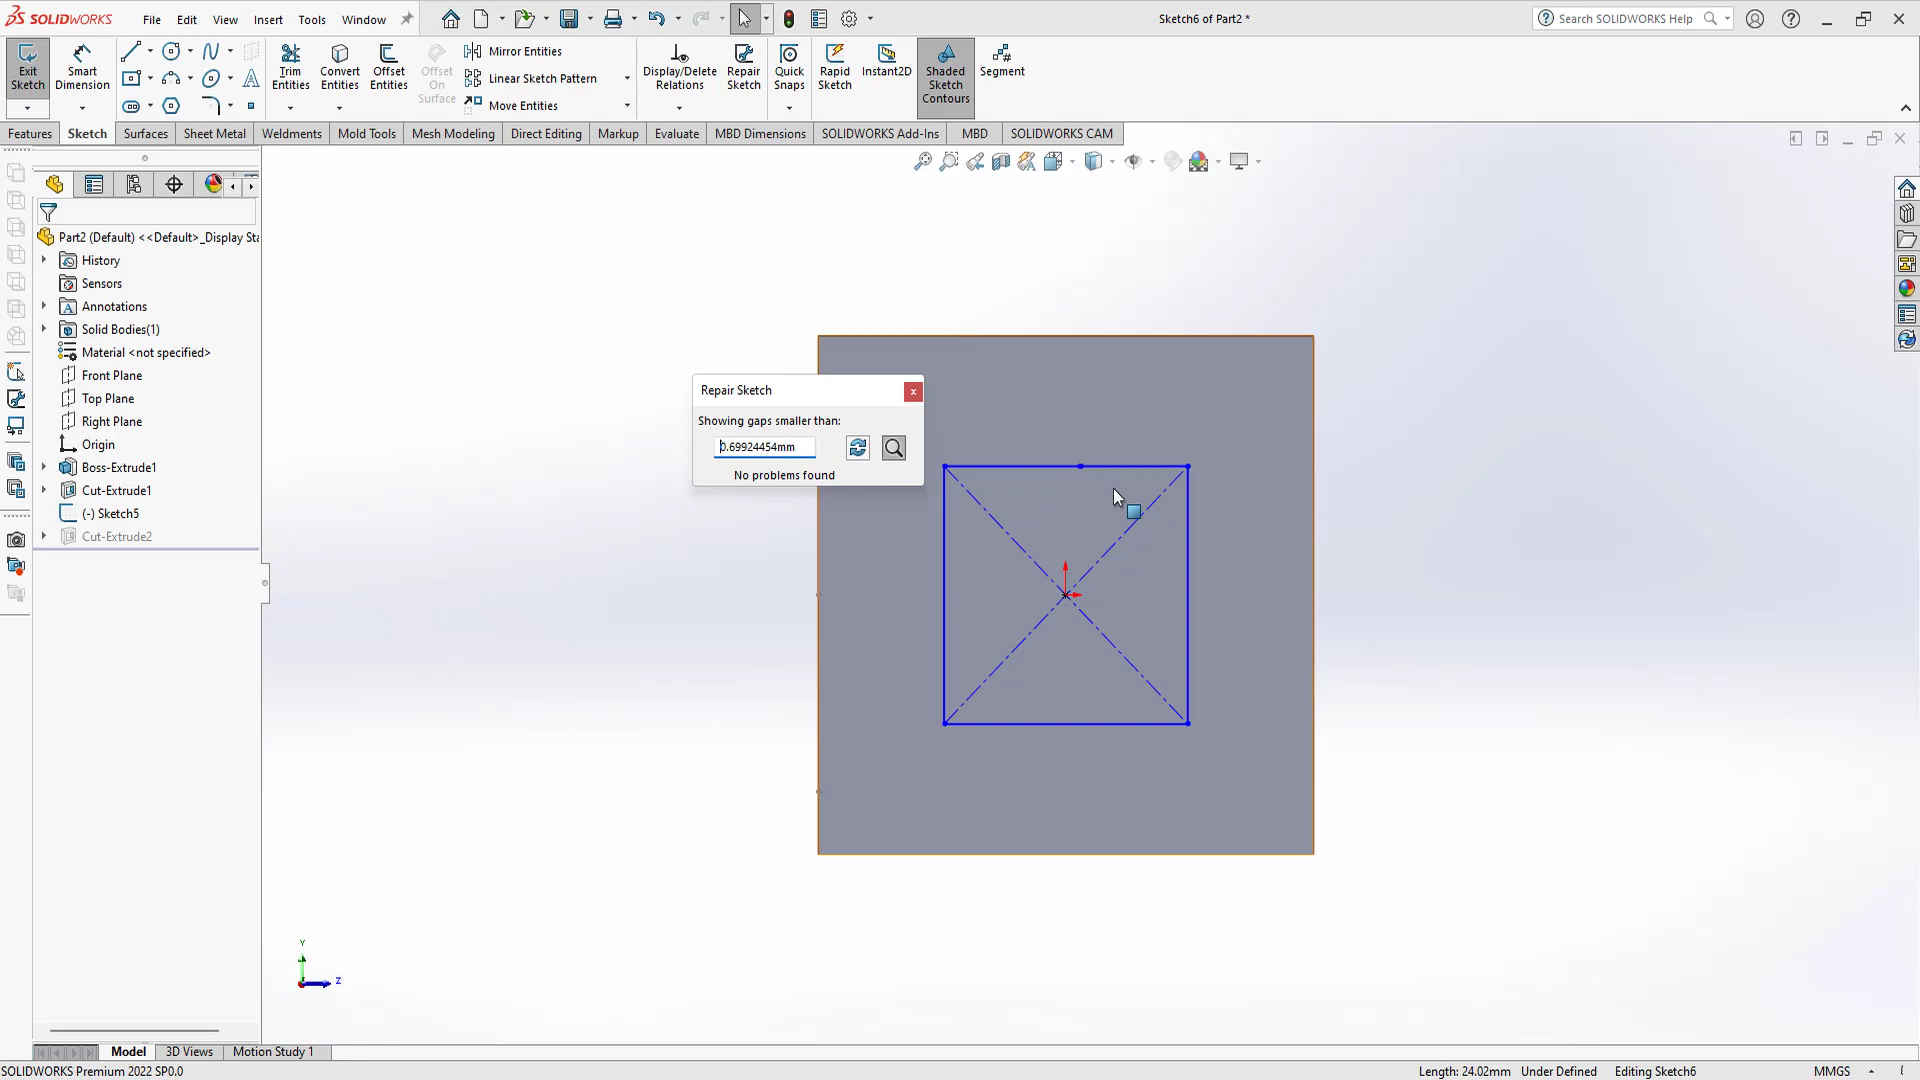 SOLIDWORKS File Edit View Insert Tools Window Sketch6 of Part2 * Search SOLIDWORKS Help
Exit Sketch
Smart Dimension
Trim Entities
Convert Entities
Offset Entities
Offset On Surface
Mirror Entities
Linear Sketch Pattern
Move Entities
Display/Delete Relations
Repair Sketch
Quick Snaps
Rapid Sketch
Instant2D
Shaded Sketch Contours
Segment
Features Sketch Surfaces Sheet Metal Weldments Mold Tools Mesh Modeling Direct Editing Markup Evaluate MBD Dimensions SOLIDWORKS Add-Ins MBD SOLIDWORKS CAM
Part2 (Default) <<Default>_Display Sta
History
Sensors
Annotations
Solid Bodies(1)
Material <not specified>
Front Plane
Top Plane
Right Plane
Origin
Boss-Extrude1
Cut-Extrude1
(-) Sketch5
Cut-Extrude2
Repair Sketch x
Showing gaps smaller than:
0.69924454mm
No problems found
Y
Z
Model 3D Views Motion Study 1
SOLIDWORKS Premium 2022 SP0.0 Length: 24.02mm Under Defined Editing Sketch6 MMGS